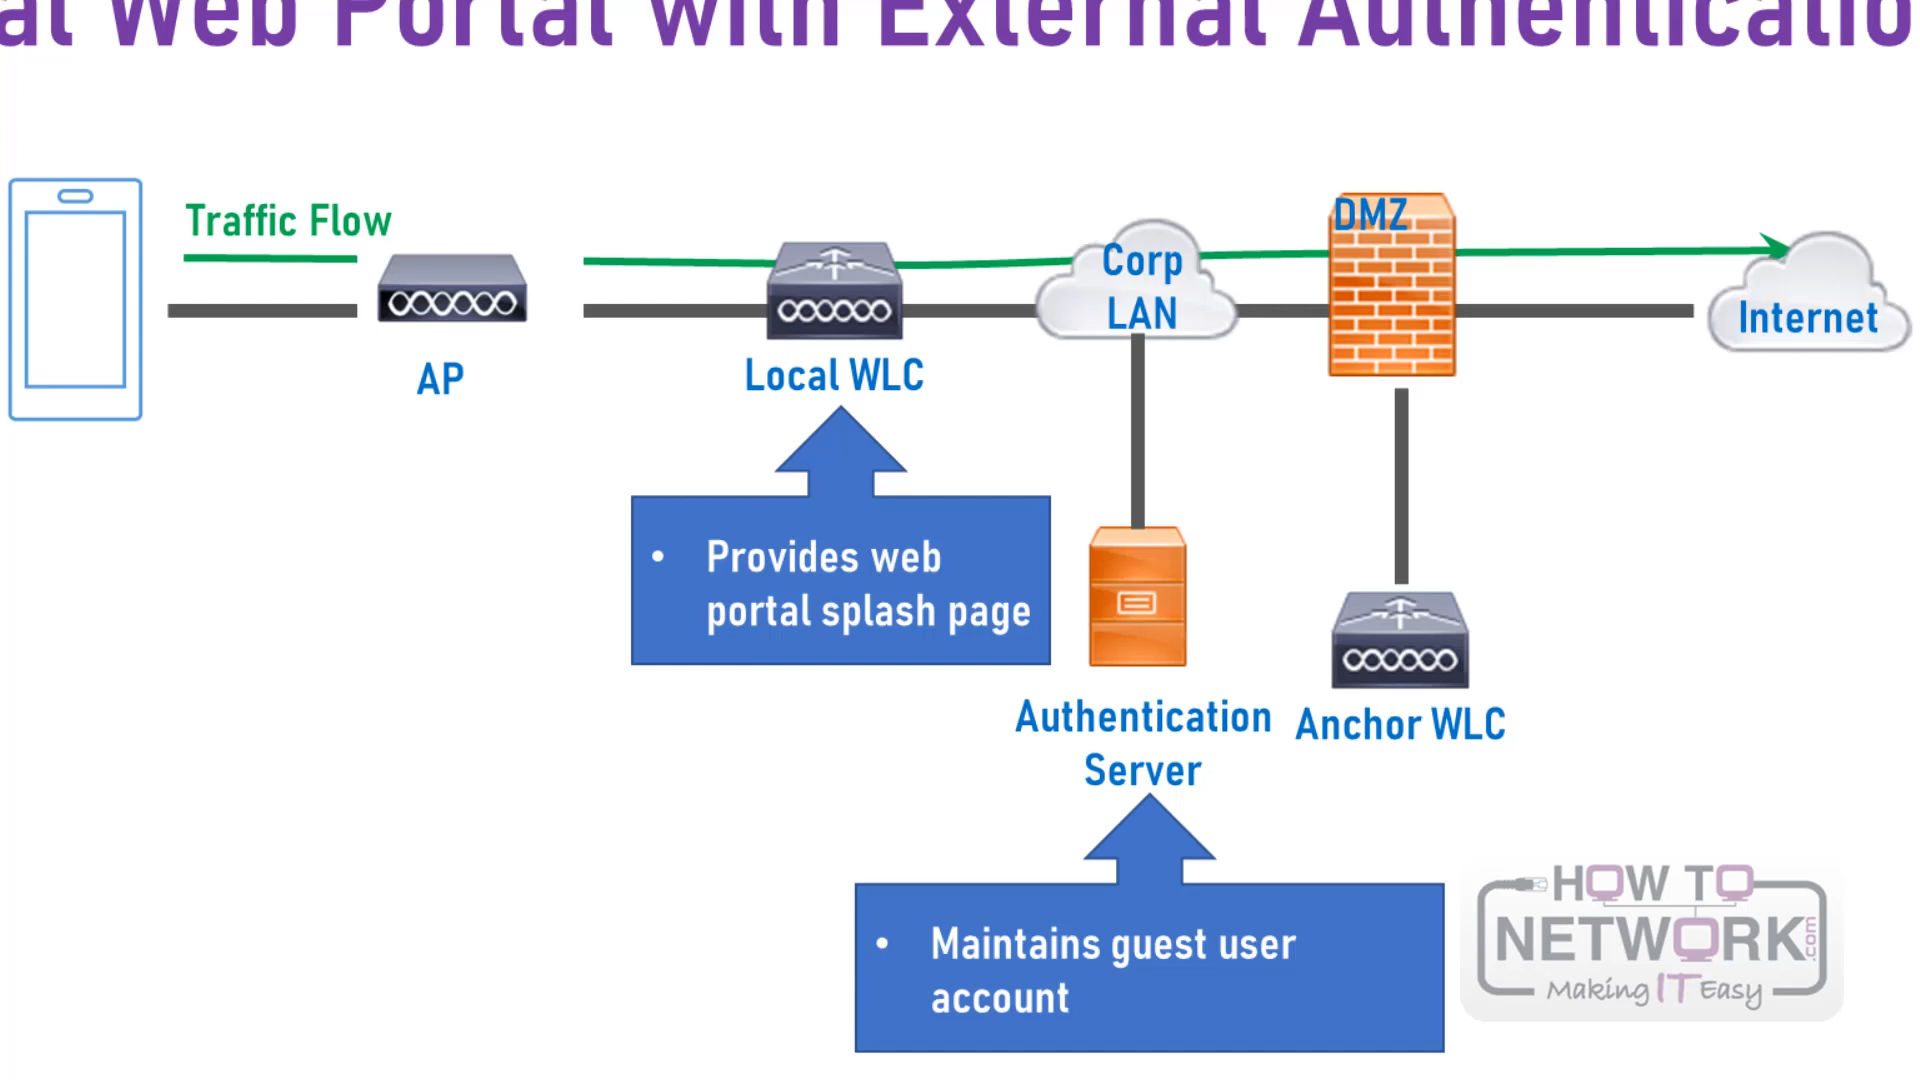 al Web Portal with External Authenticatio
Traffic Flow
DMZ
Corp
LAN
Internet
AP
Local WLC
• Provides web
portal splash page
Authentication
Server
Anchor WLC
• Maintains guest user
account
HOW TO
NETWORK.com
Making IT Easy